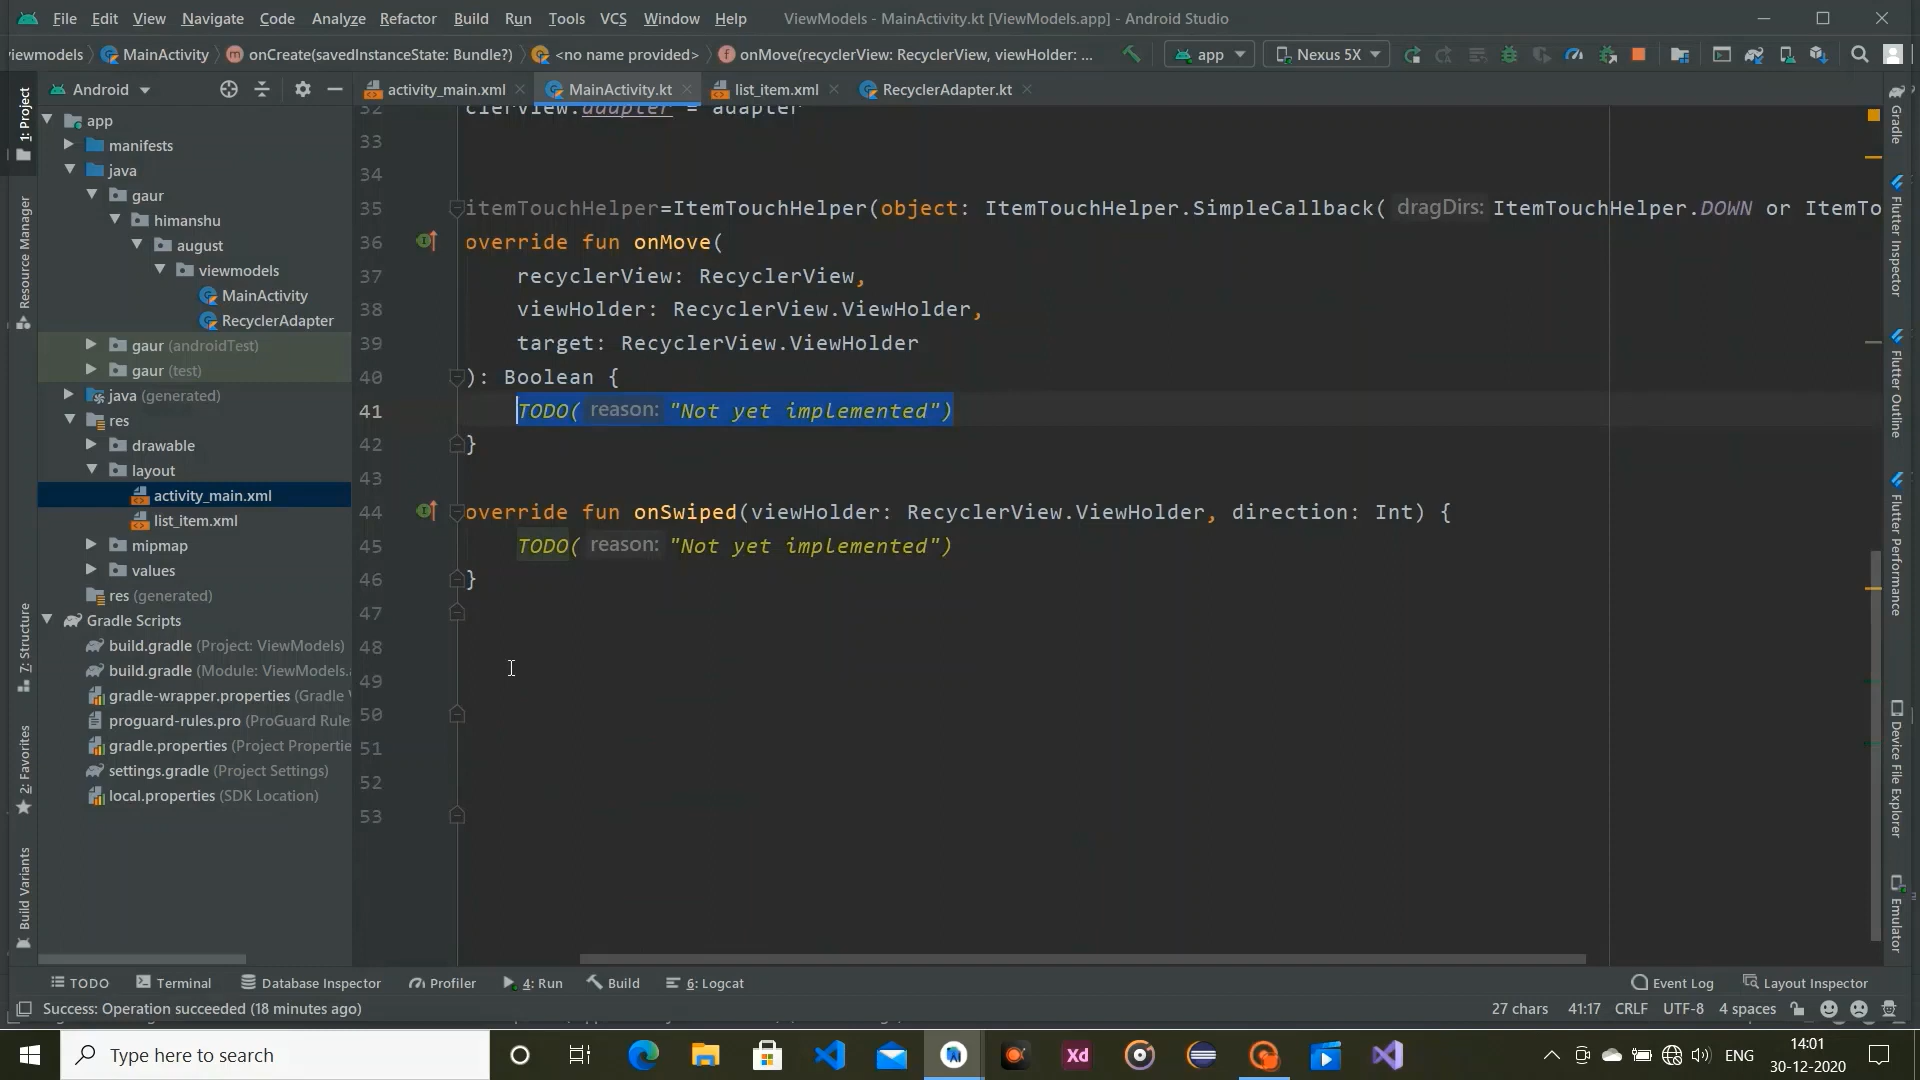 File Edit View Navigate Code Analyze Refactor Build Run Tools VCS Window Help ViewModels - MainActivity.kt [ViewModels.app] - Android Studio
viewmodels MainActivity onCreate(savedInstanceState: Bundle?) <no name provided> onMove(recyclerView: RecyclerView, viewHolder: ... app Nexus 5X
Android activity_main.xml MainActivity.kt list_item.xml RecyclerAdapter.kt
1: Project
Resource Manager
7: Structure
2: Favorites
Build Variants
app
manifests
java
gaur
himanshu
august
viewmodels
MainActivity
RecyclerAdapter
gaur (androidTest)
gaur (test)
java (generated)
res
drawable
layout
activity_main.xml
list_item.xml
mipmap
values
res (generated)
Gradle Scripts
build.gradle (Project: ViewModels)
build.gradle (Module: ViewModels.
gradle-wrapper.properties (Gradle
proguard-rules.pro (ProGuard Rule
gradle.properties (Project Propertie
settings.gradle (Project Settings)
local.properties (SDK Location)
32 clerView.adapter = adapter
33
34
35 itemTouchHelper=ItemTouchHelper(object: ItemTouchHelper.SimpleCallback( dragDirs: ItemTouchHelper.DOWN or ItemTo
36 override fun onMove(
37 recyclerView: RecyclerView,
38 viewHolder: RecyclerView.ViewHolder,
39 target: RecyclerView.ViewHolder
40 ): Boolean {
41 TODO( reason: "Not yet implemented")
42 }
43
44 override fun onSwiped(viewHolder: RecyclerView.ViewHolder, direction: Int) {
45 TODO( reason: "Not yet implemented")
46 }
47
48
49
50
51
52
53
Gradle
Flutter Inspector
Flutter Outline
Flutter Performance
Device File Explorer
Emulator
TODO Terminal Database Inspector Profiler 4: Run Build 6: Logcat Event Log Layout Inspector
Success: Operation succeeded (18 minutes ago) 27 chars 41:17 CRLF UTF-8 4 spaces
Type here to search Xd ENG 14:01
30-12-2020